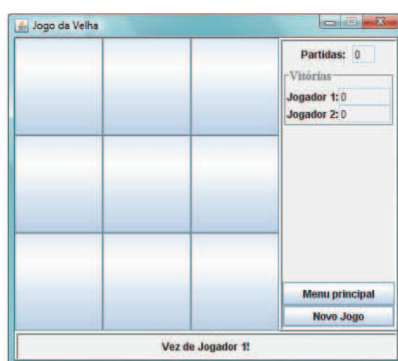 Jogo da Velha
Partidas: 0
Vitórias
Jogador 1: 0
Jogador 2: 0
Menu principal
Novo Jogo
Vez de Jogador 1!